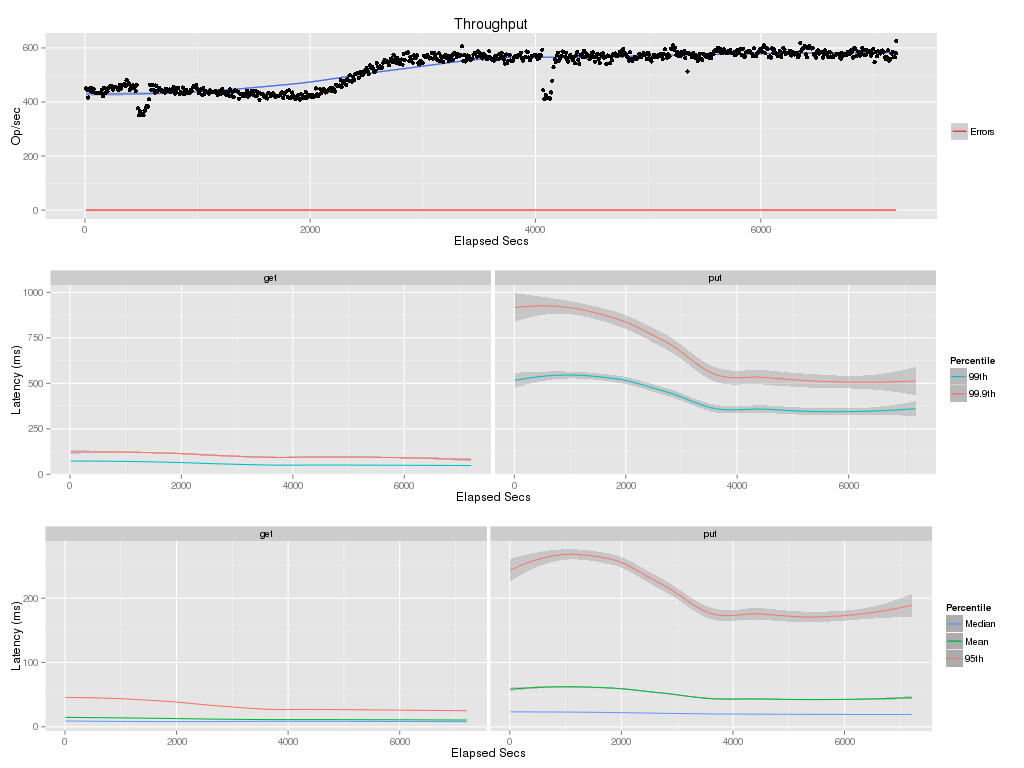 Throughput
600
400
200
0
Op/sec
0 2000 4000 6000
Elapsed Secs
Errors
get put
1000
750
500
250
0
Latency (ms)
0 2000 4000 6000 0 2000 4000 6000
Elapsed Secs
Percentile
99th
99.9th
get put
200
100
0
Latency (ms)
0 2000 4000 6000 0 2000 4000 6000
Elapsed Secs
Percentile
Median
Mean
95th